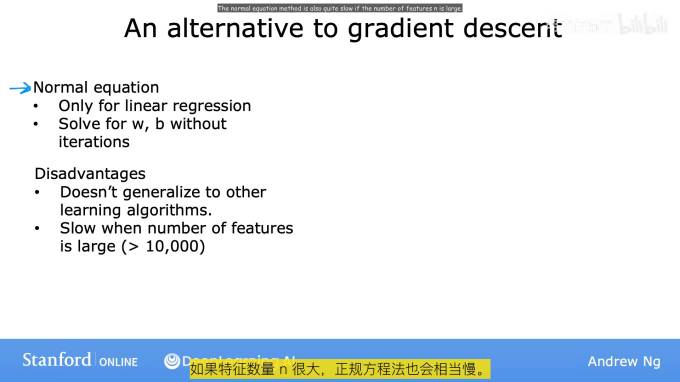 The normal equation method is also quite slow if the number of features n is large.
An alternative to gradient descent
bilibili
Normal equation
• Only for linear regression
• Solve for w, b without
iterations
Disadvantages
• Doesn't generalize to other
learning algorithms.
• Slow when number of features
is large (> 10,000)
Stanford ONLINE
DeepLearning.AI
Andrew Ng
如果特征数量 n 很大，正规方程法也会相当慢。